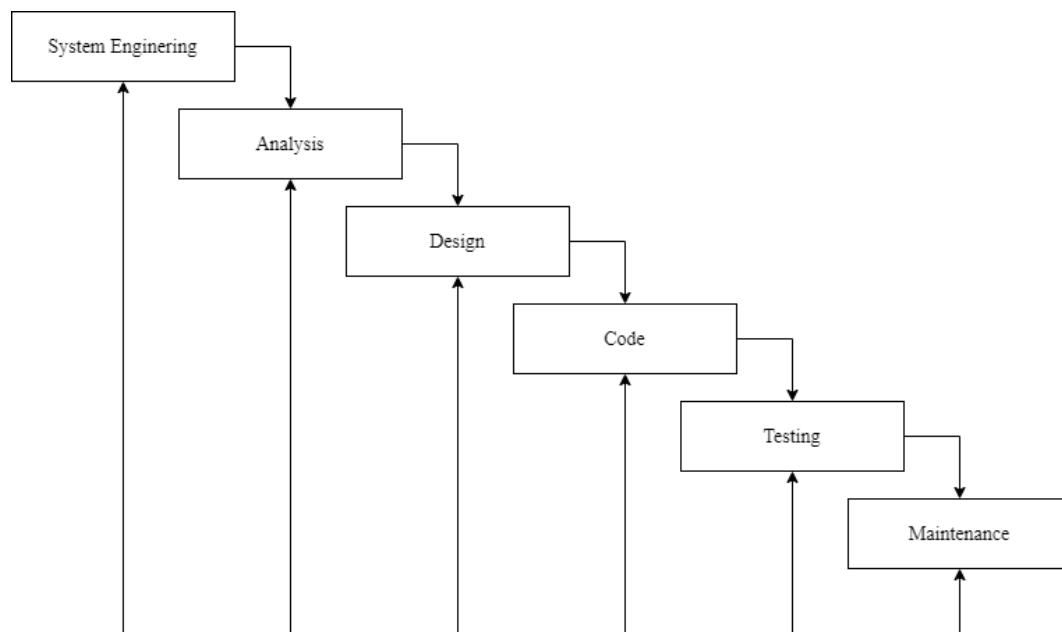 System Enginering
Analysis
Design
Code
Testing
Maintenance